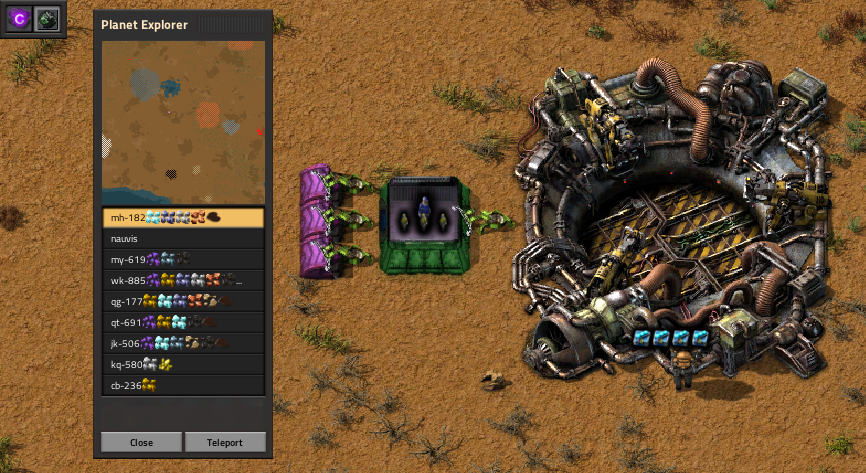 C
Planet Explorer
mh-182
nauvis
my-619
wk-885 ...
qg-177
qt-691
jk-506
kq-580
cb-236
Close Teleport